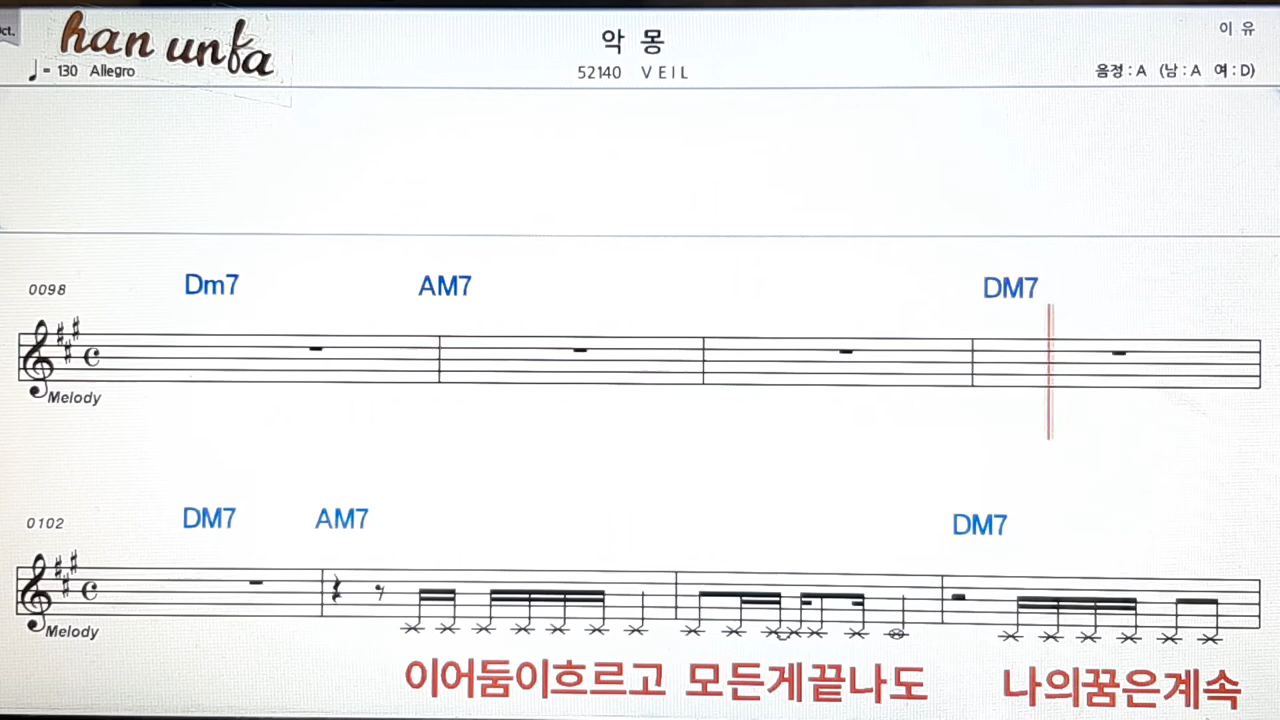 ct.
han unfa
악 몽
이 유
♩= 130 Allegro
52140 VEIL
음정 : A (남 : A 여 : D)
0098 Dm7 AM7 DM7
Melody
0102 DM7 AM7 DM7
Melody
이어둠이흐르고 모든게끝나도 나의꿈은계속